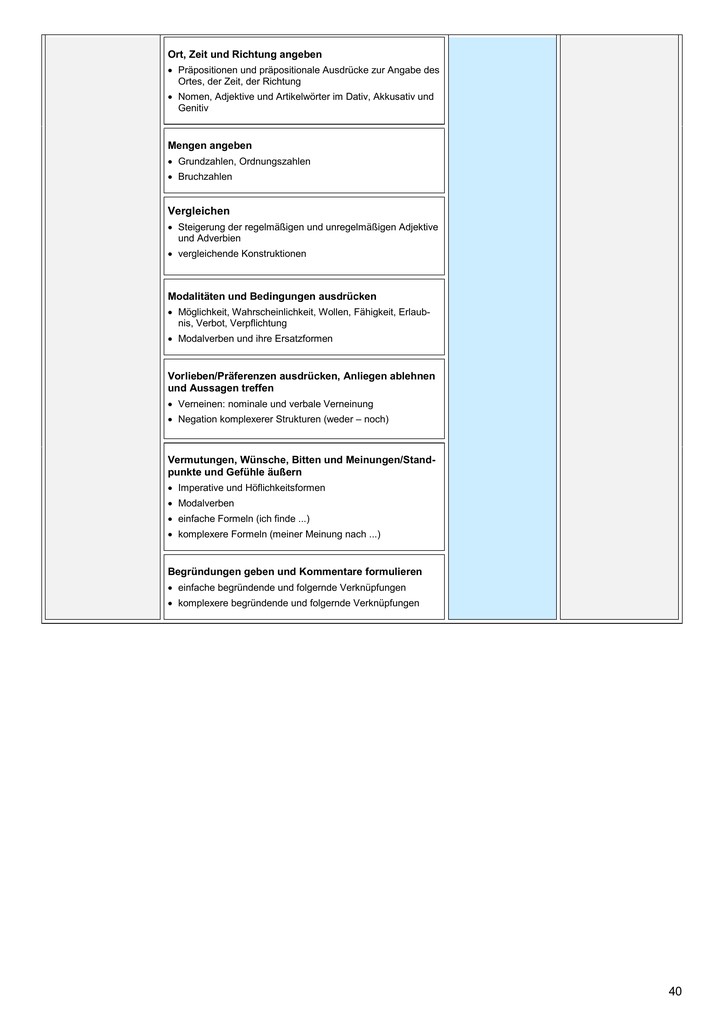 Ort, Zeit und Richtung angeben
• Präpositionen und präpositionale Ausdrücke zur Angabe des
Ortes, der Zeit, der Richtung
• Nomen, Adjektive und Artikelwörter im Dativ, Akkusativ und
Genitiv
Mengen angeben
• Grundzahlen, Ordnungszahlen
• Bruchzahlen
Vergleichen
• Steigerung der regelmäßigen und unregelmäßigen Adjektive
und Adverbien
• vergleichende Konstruktionen
Modalitäten und Bedingungen ausdrücken
• Möglichkeit, Wahrscheinlichkeit, Wollen, Fähigkeit, Erlaub-
nis, Verbot, Verpflichtung
• Modalverben und ihre Ersatzformen
Vorlieben/Präferenzen ausdrücken, Anliegen ablehnen
und Aussagen treffen
• Verneinen: nominale und verbale Verneinung
• Negation komplexerer Strukturen (weder – noch)
Vermutungen, Wünsche, Bitten und Meinungen/Stand-
punkte und Gefühle äußern
• Imperative und Höflichkeitsformen
• Modalverben
• einfache Formeln (ich finde ...)
• komplexere Formeln (meiner Meinung nach ...)
Begründungen geben und Kommentare formulieren
• einfache begründende und folgernde Verknüpfungen
• komplexere begründende und folgernde Verknüpfungen
40